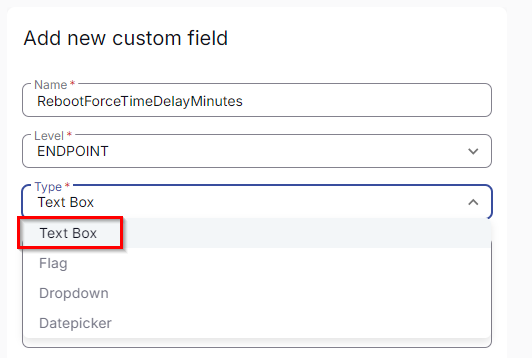 Add new custom field
Name *
RebootForceTimeDelayMinutes
Level *
ENDPOINT
Type *
Text Box
Text Box
Flag
Dropdown
Datepicker